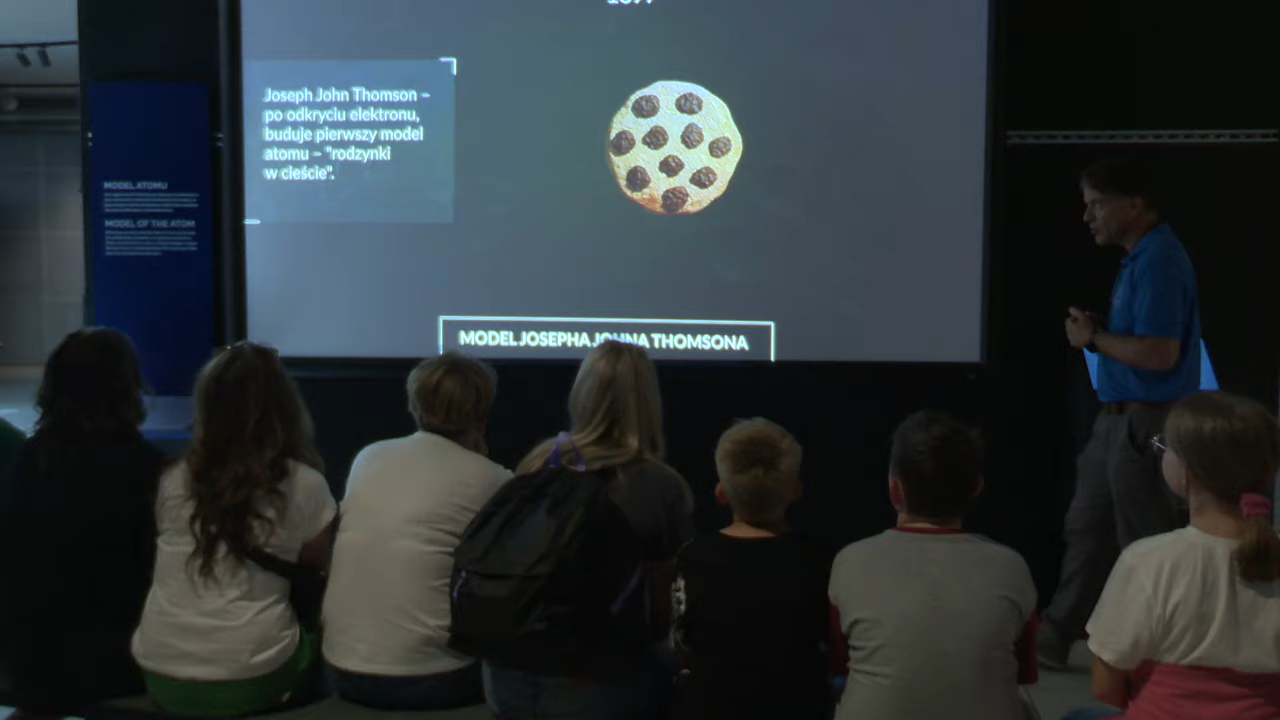 Joseph John Thomson –
po odkryciu elektronu,
buduje pierwszy model
atomu – "rodzynki
w cieście".
MODEL JOSEPHA JOHNA THOMSONA
MODEL ATOMU
MODEL OF THE ATOM